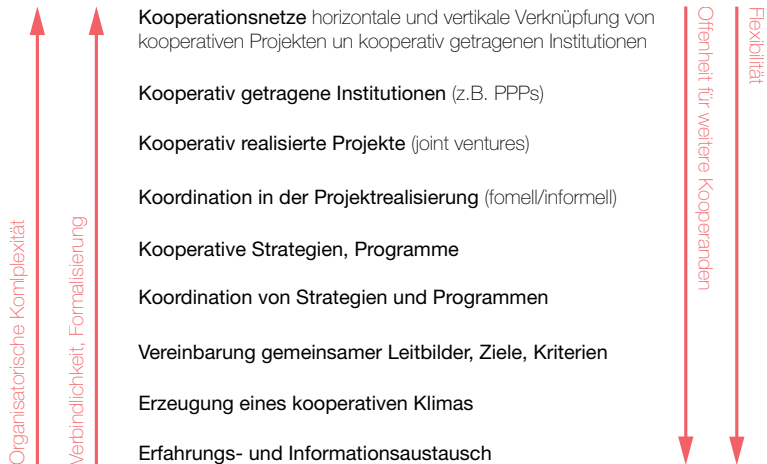 Kooperationsnetze horizontale und vertikale Verknüpfung von
kooperativen Projekten un kooperativ getragenen Institutionen
Kooperativ getragene Institutionen (z.B. PPPs)
Kooperativ realisierte Projekte (joint ventures)
Koordination in der Projektrealisierung (fomell/informell)
Kooperative Strategien, Programme
Koordination von Strategien und Programmen
Vereinbarung gemeinsamer Leitbilder, Ziele, Kriterien
Erzeugung eines kooperativen Klimas
Erfahrungs- und Informationsaustausch
Organisatorische Komlplexität
Verbindlichkeit, Formalisierung
Offenheit für weitere Kooperanden
Flexibilität